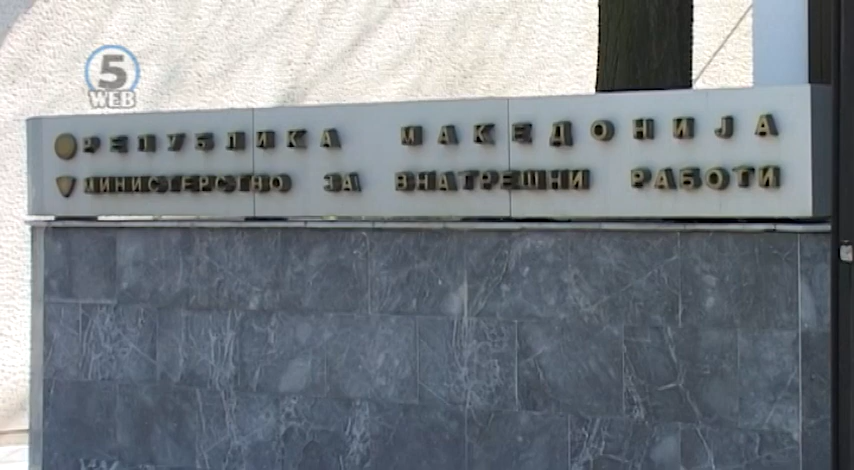 5
WEB
РЕПУБЛИКА МАКЕДОНИЈА
МИНИСТЕРСТВО ЗА ВНАТРЕШНИ РАБОТИ